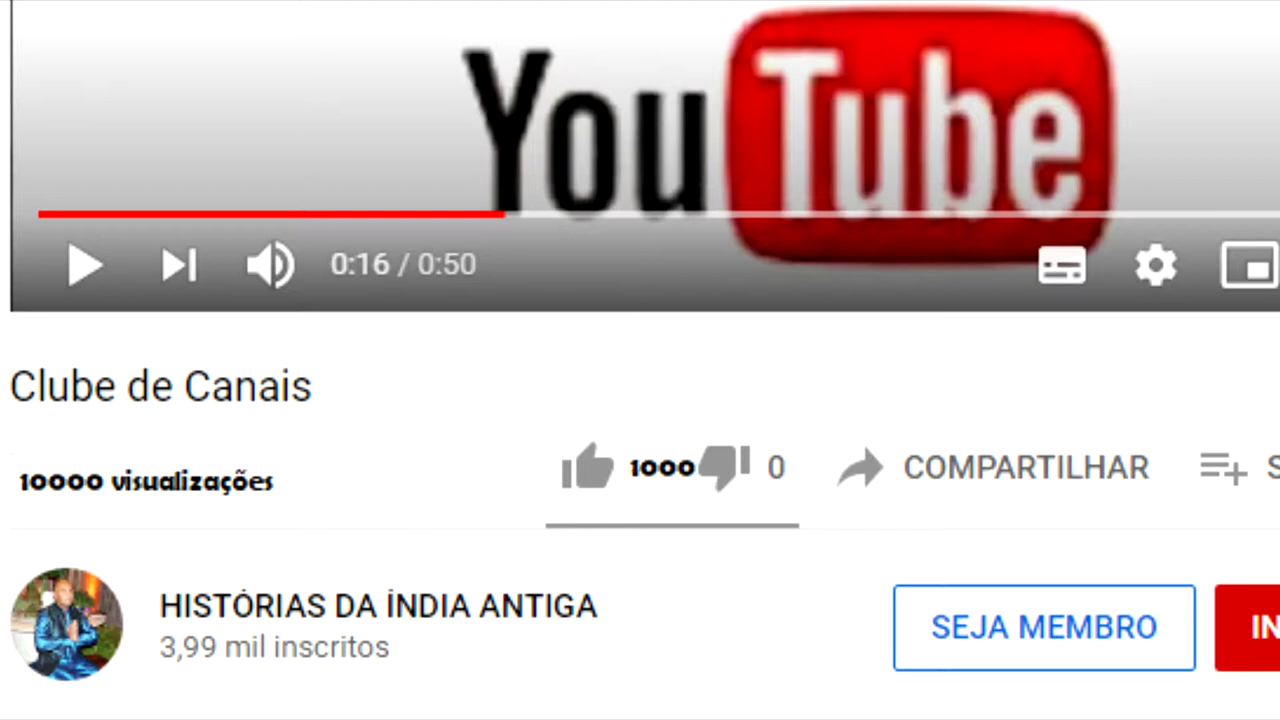 YouTube
0:16 / 0:50
Clube de Canais
10000 visualizações
1000 0 COMPARTILHAR S
HISTÓRIAS DA ÍNDIA ANTIGA
3,99 mil inscritos
SEJA MEMBRO IN